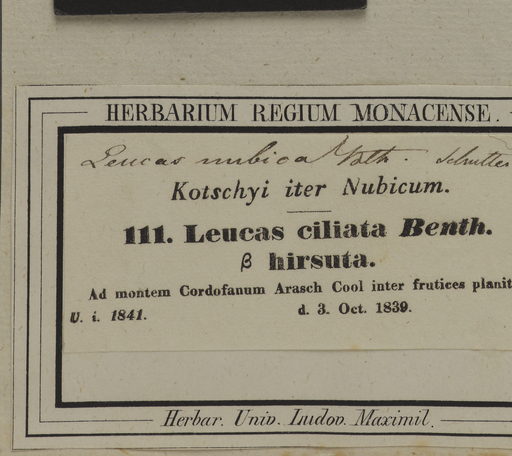 HERBARIUM REGIUM MONACENSE.
Leucas nubica Bth.
Kotschyi iter Nubicum.
111. Leucas ciliata Benth.
β hirsuta.
Ad montem Cordofanum Arasch Cool inter frutices planit
U. i. 1841. d. 3. Oct. 1839.
Herbar. Univ. Ludov. Maximil.